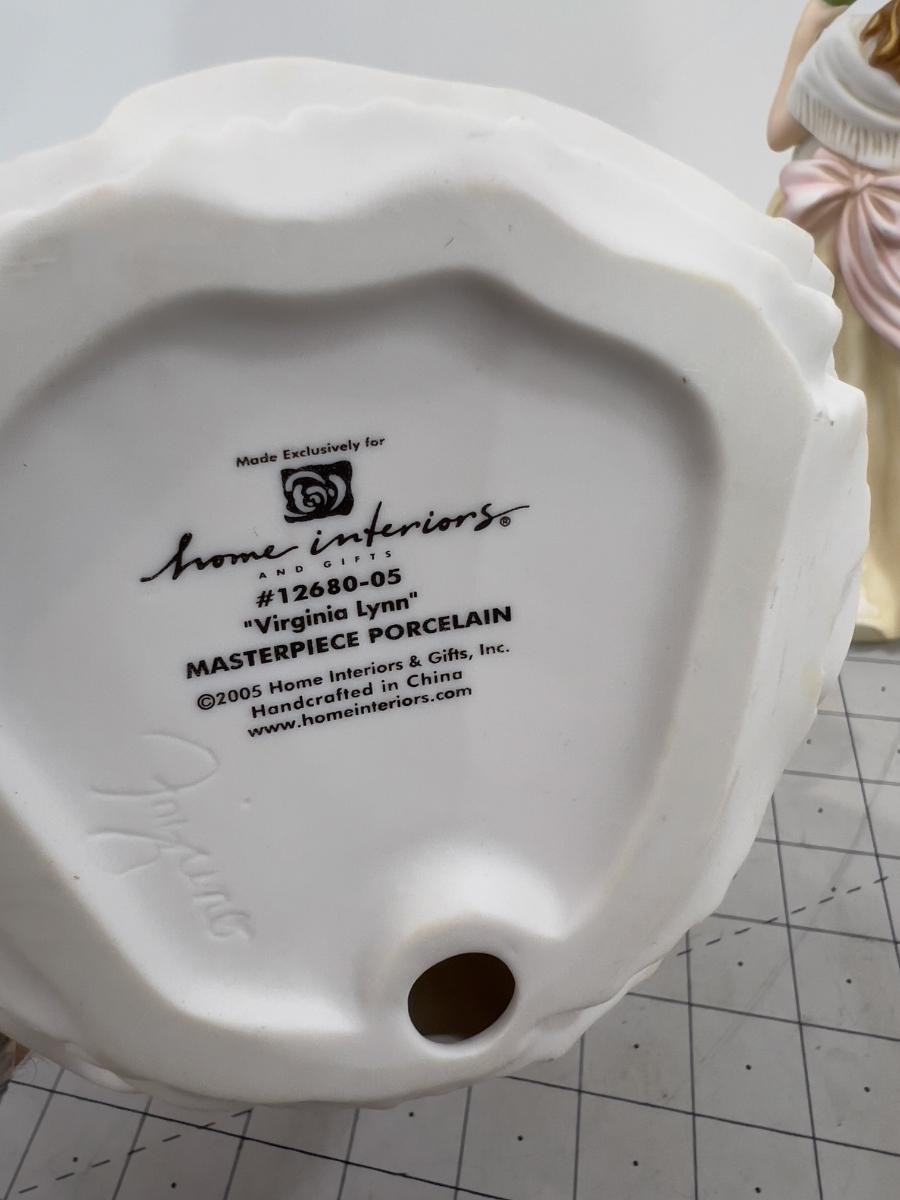 Made Exclusively for
home interiors®
AND GIFTS
#12680-05
"Virginia Lynn"
MASTERPIECE PORCELAIN
©2005 Home Interiors & Gifts, Inc.
Handcrafted in China
www.homeinteriors.com